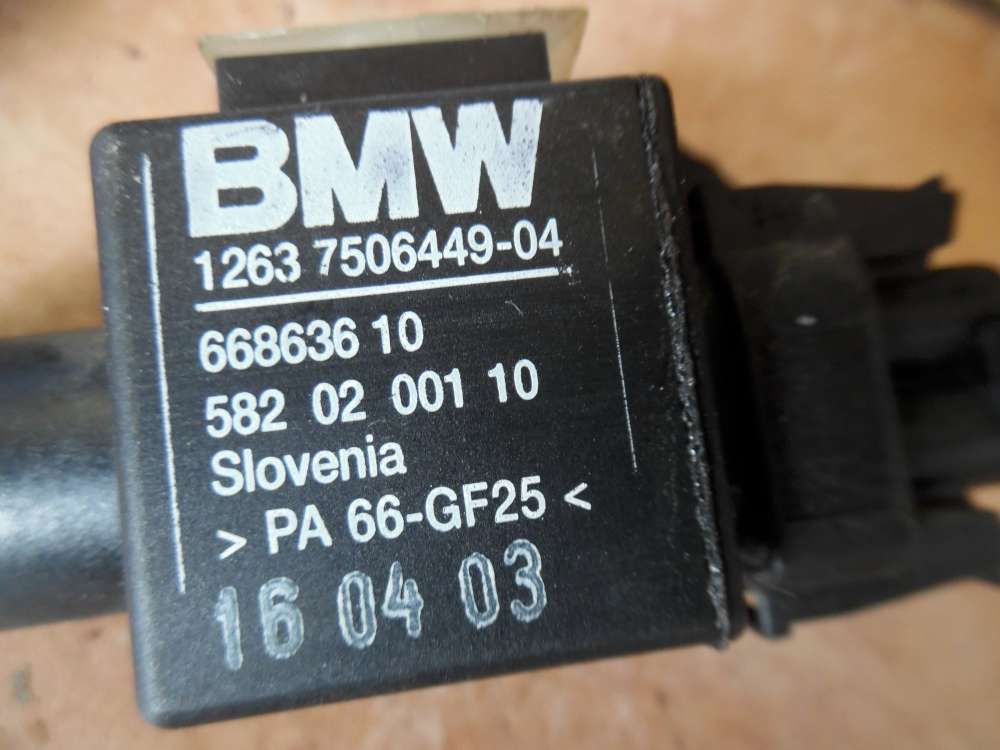 BMW
1263 7506449-04
668636 10
582 02 001 10
Slovenia
> PA 66-GF25 <
16 04 03